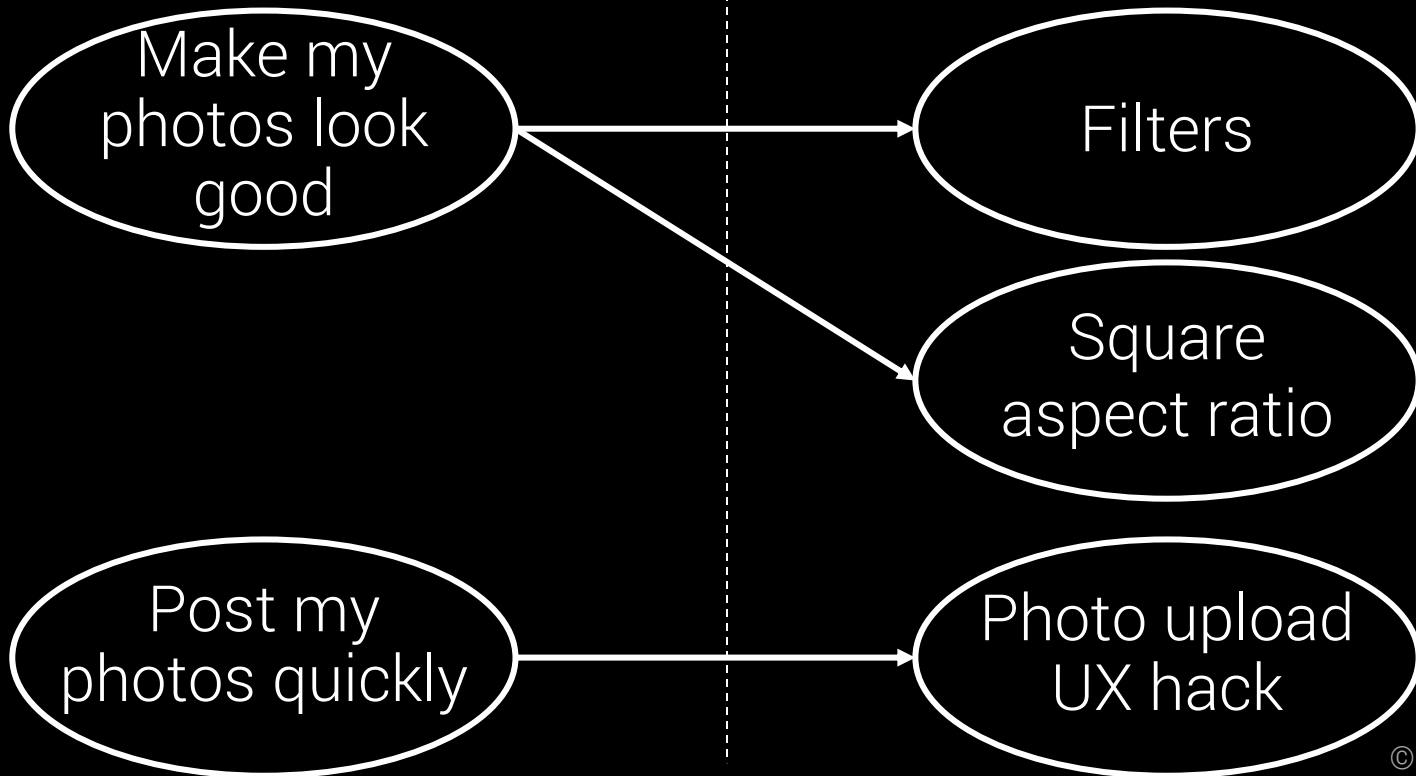 Make my
photos look
good
Filters
Square
aspect ratio
Post my
photos quickly
Photo upload
UX hack
©